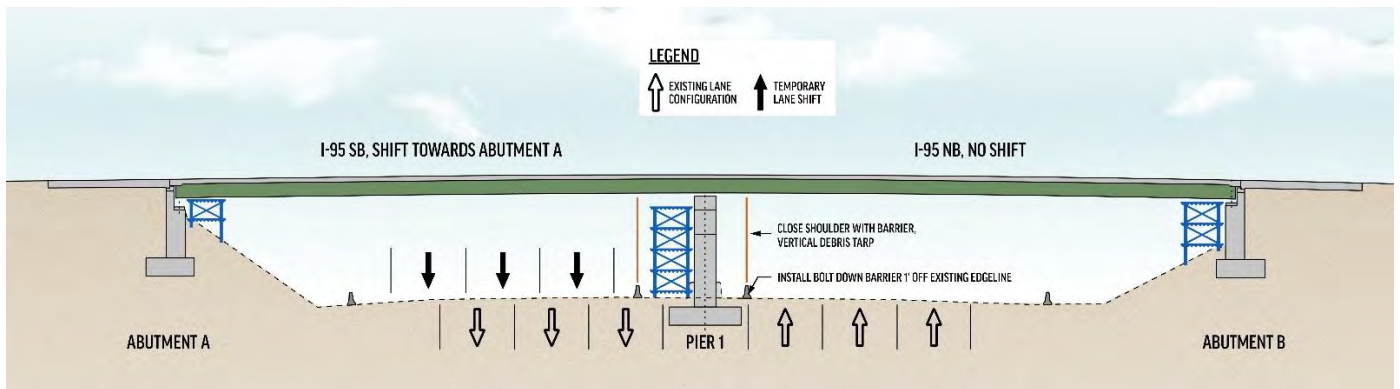 LEGEND
EXISTING LANE
CONFIGURATION
TEMPORARY
LANE SHIFT
I-95 SB, SHIFT TOWARDS ABUTMENT A
I-95 NB, NO SHIFT
CLOSE SHOULDER WITH BARRIER,
VERTICAL DEBRIS TARP
INSTALL BOLT DOWN BARRIER 1' OFF EXISTING EDGELINE
ABUTMENT A
PIER 1
ABUTMENT B